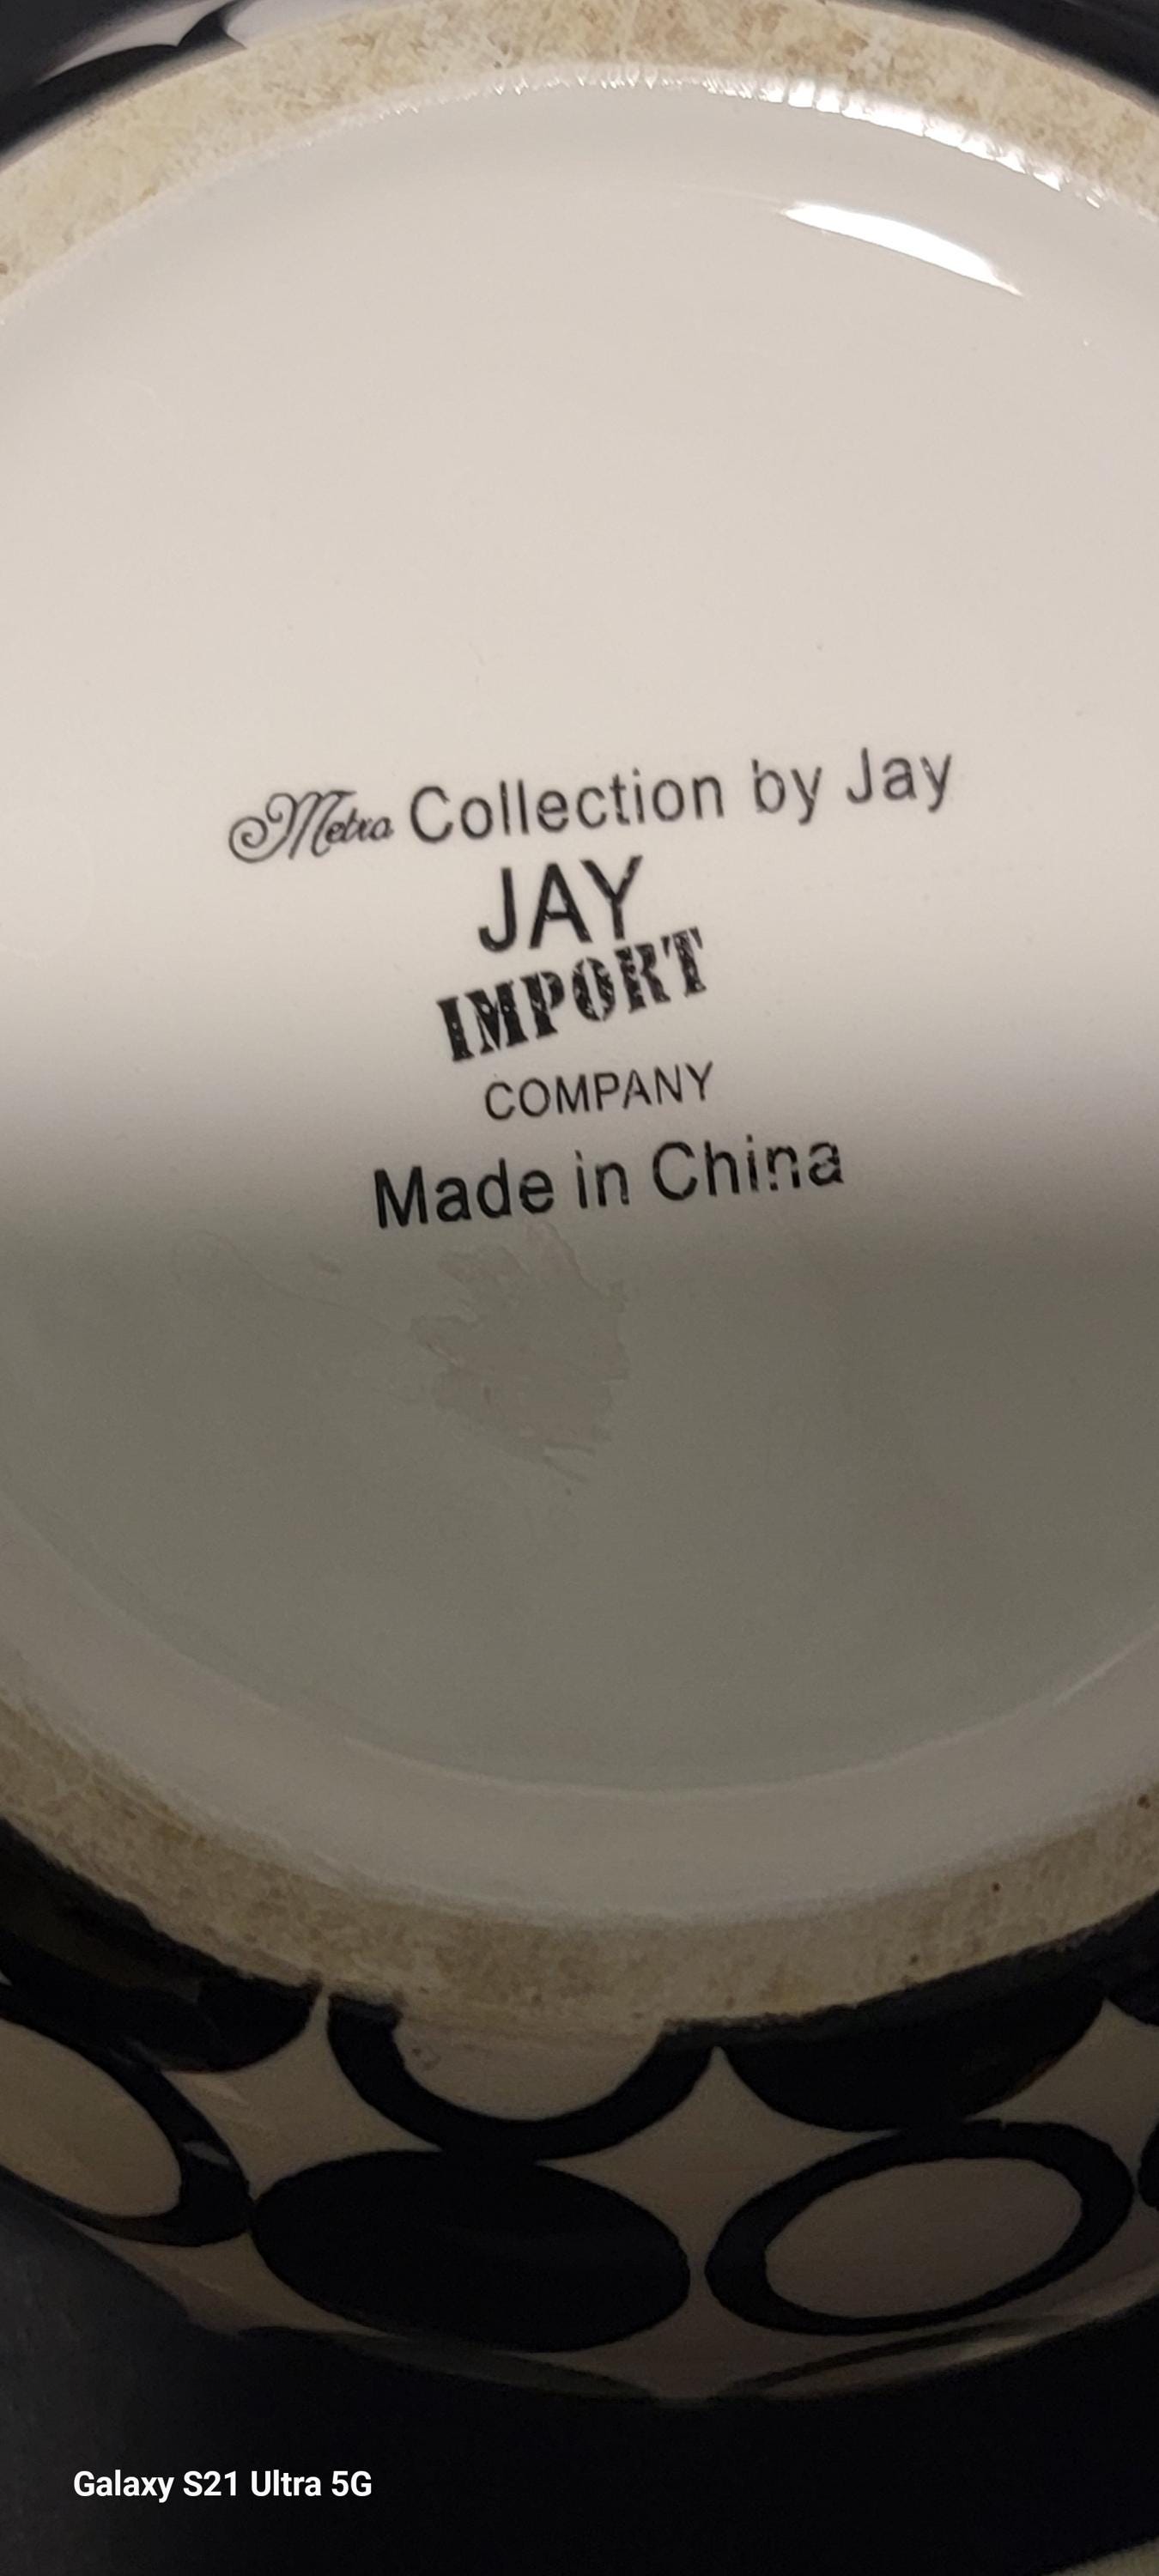 Metro Collection by Jay
JAY
IMPORT
COMPANY
Made in China
Galaxy S21 Ultra 5G